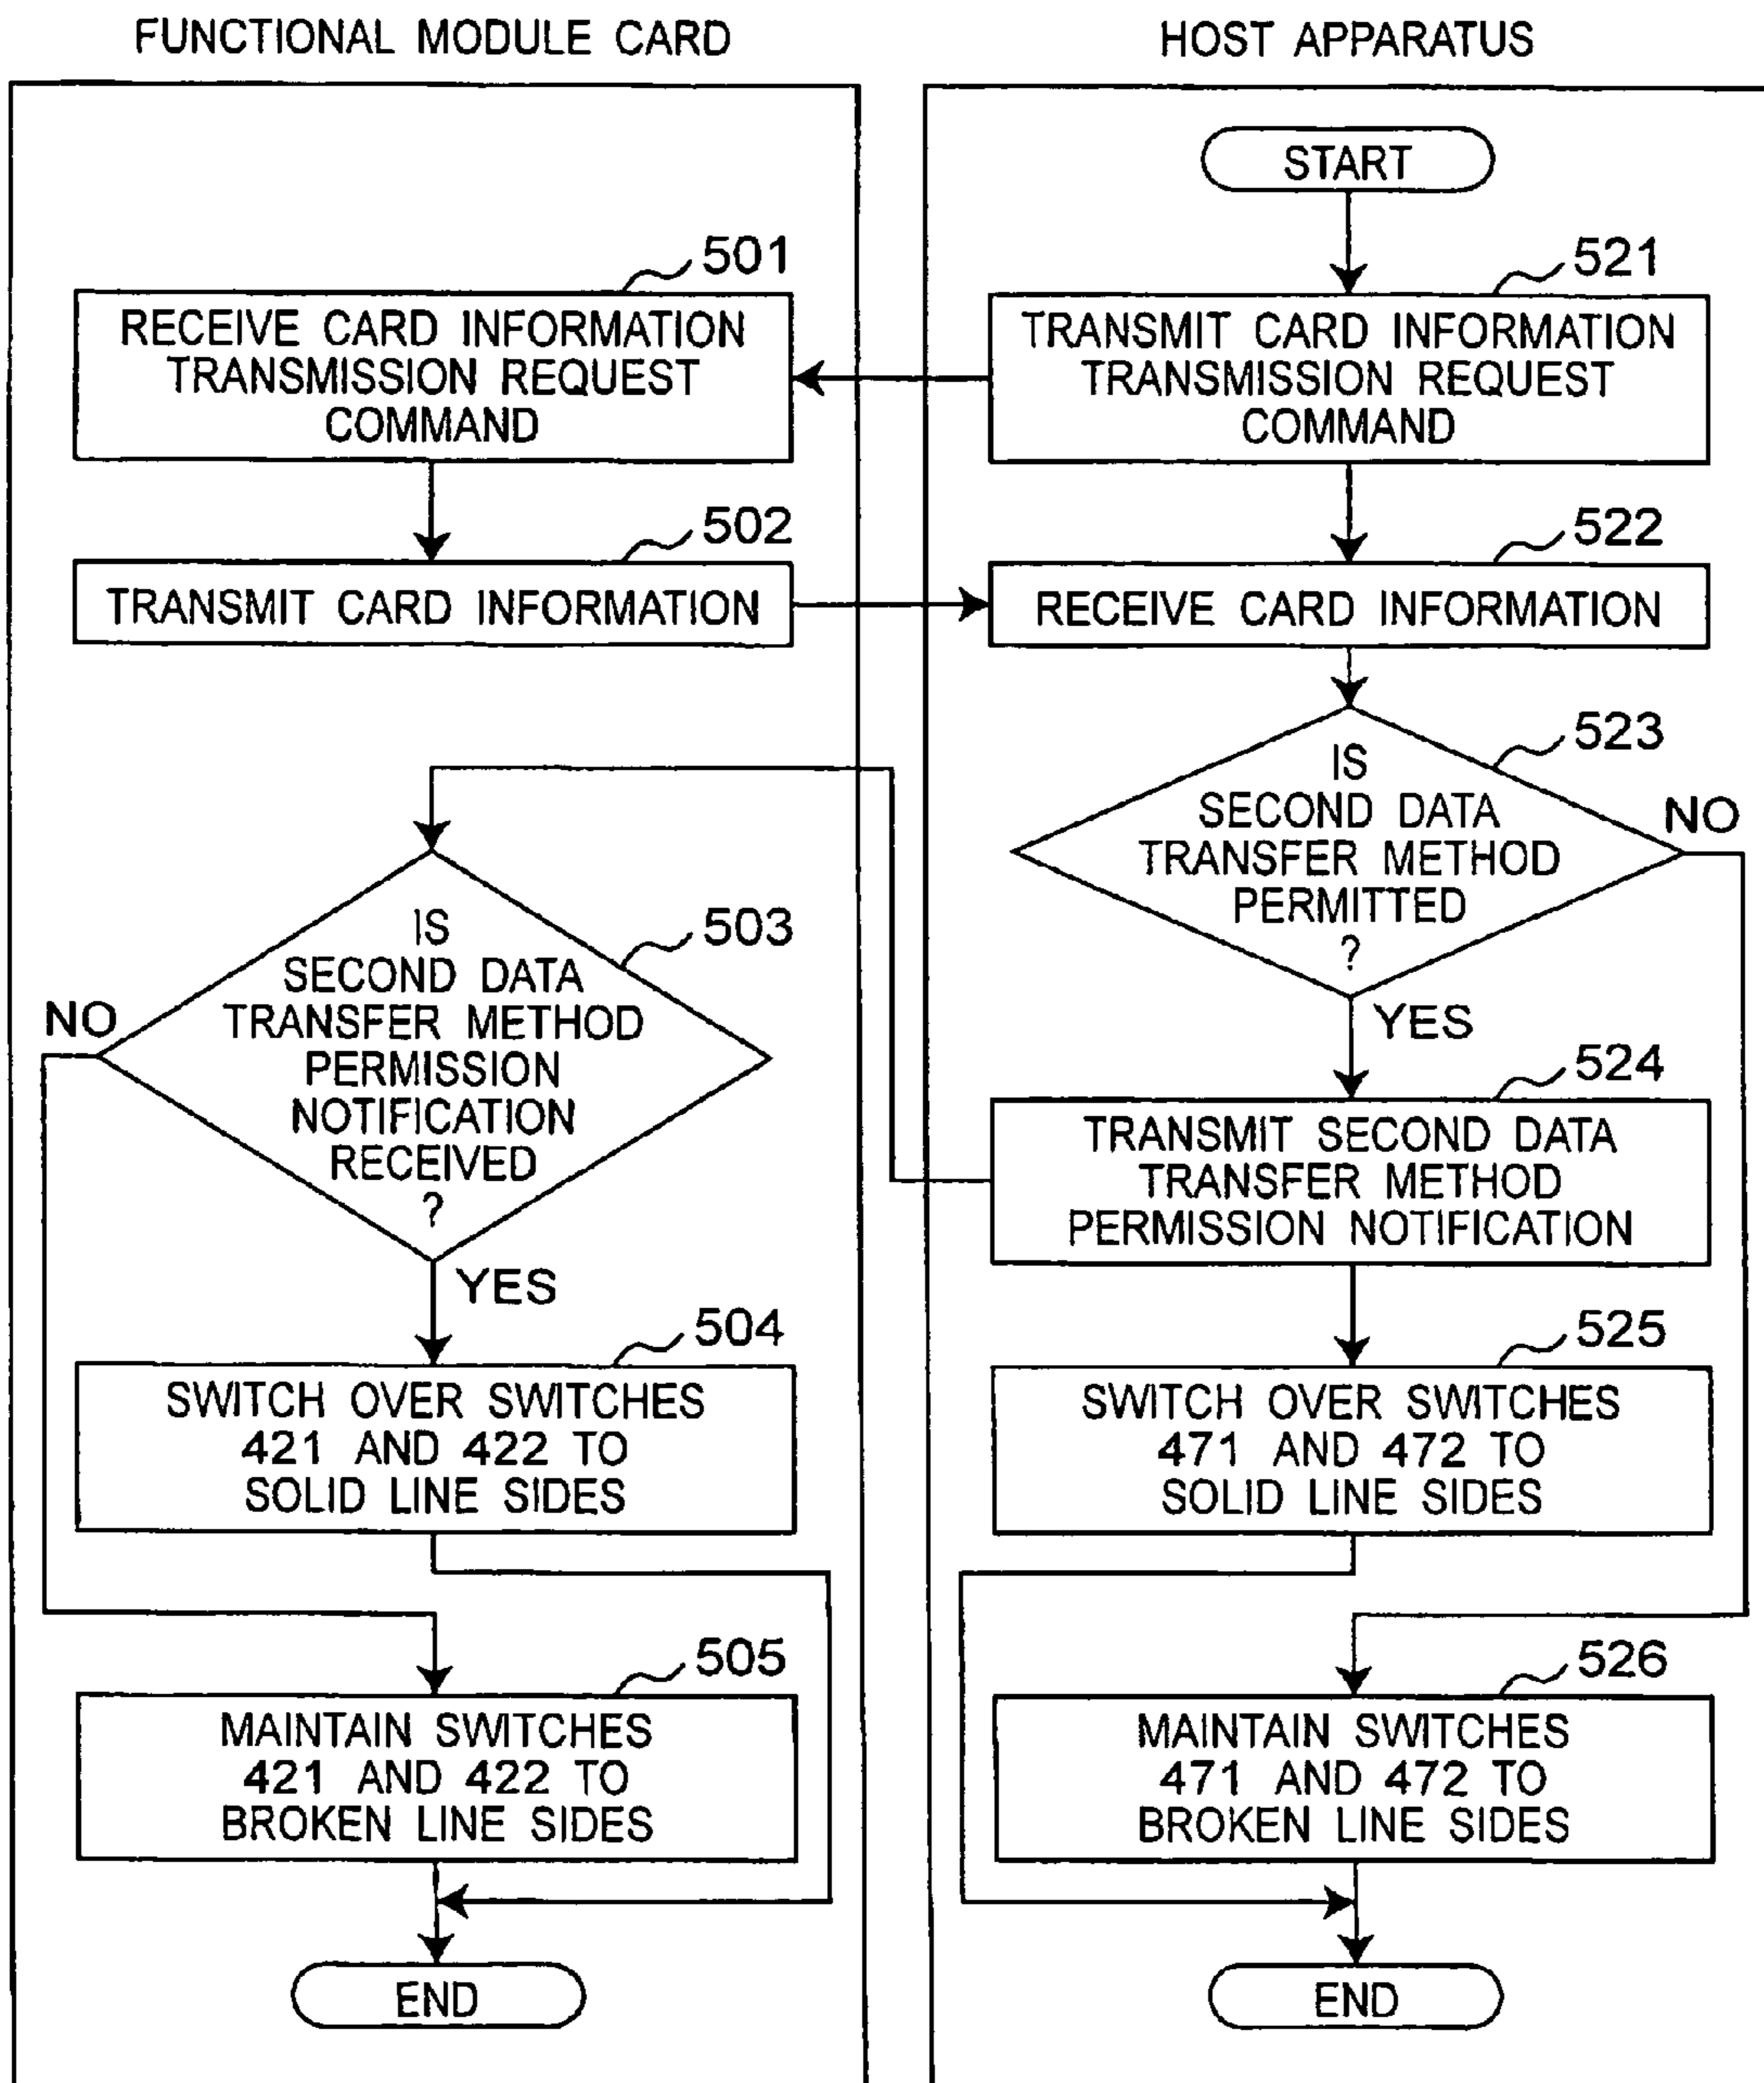 FUNCTIONAL MODULE CARD
HOST APPARATUS
START
501
521
RECEIVE CARD INFORMATION
TRANSMISSION REQUEST
COMMAND
TRANSMIT CARD INFORMATION
TRANSMISSION REQUEST
COMMAND
502
522
TRANSMIT CARD INFORMATION
RECEIVE CARD INFORMATION
523
IS
SECOND DATA
TRANSFER METHOD
PERMITTED
?
NO
YES
503
IS
SECOND DATA
TRANSFER METHOD
PERMISSION
NOTIFICATION
RECEIVED
?
NO
YES
524
TRANSMIT SECOND DATA
TRANSFER METHOD
PERMISSION NOTIFICATION
504
525
SWITCH OVER SWITCHES
421 AND 422 TO
SOLID LINE SIDES
SWITCH OVER SWITCHES
471 AND 472 TO
SOLID LINE SIDES
505
526
MAINTAIN SWITCHES
421 AND 422 TO
BROKEN LINE SIDES
MAINTAIN SWITCHES
471 AND 472 TO
BROKEN LINE SIDES
END
END